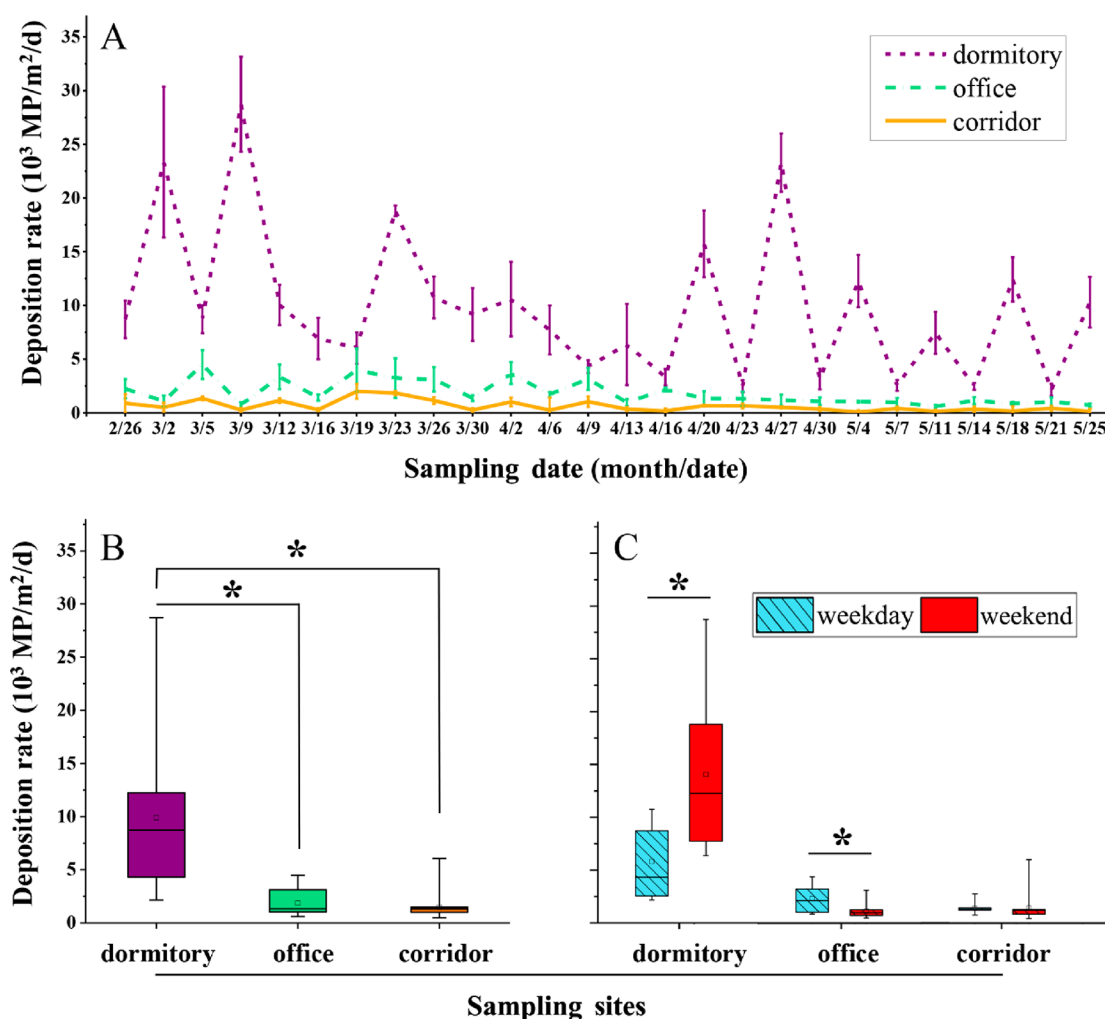 A
dormitory
office
corridor
Deposition rate (10³ MP/m²/d)
35
30
25
20
15
10
5
0
2/26 3/2 3/5 3/9 3/12 3/16 3/19 3/23 3/26 3/30 4/2 4/6 4/9 4/13 4/16 4/20 4/23 4/27 4/30 5/4 5/7 5/11 5/14 5/18 5/21 5/25
Sampling date (month/date)
B
*
*
Deposition rate (10³ MP/m²/d)
35
30
25
20
15
10
5
0
dormitory office corridor
C
*
weekday weekend
*
dormitory office corridor
Sampling sites